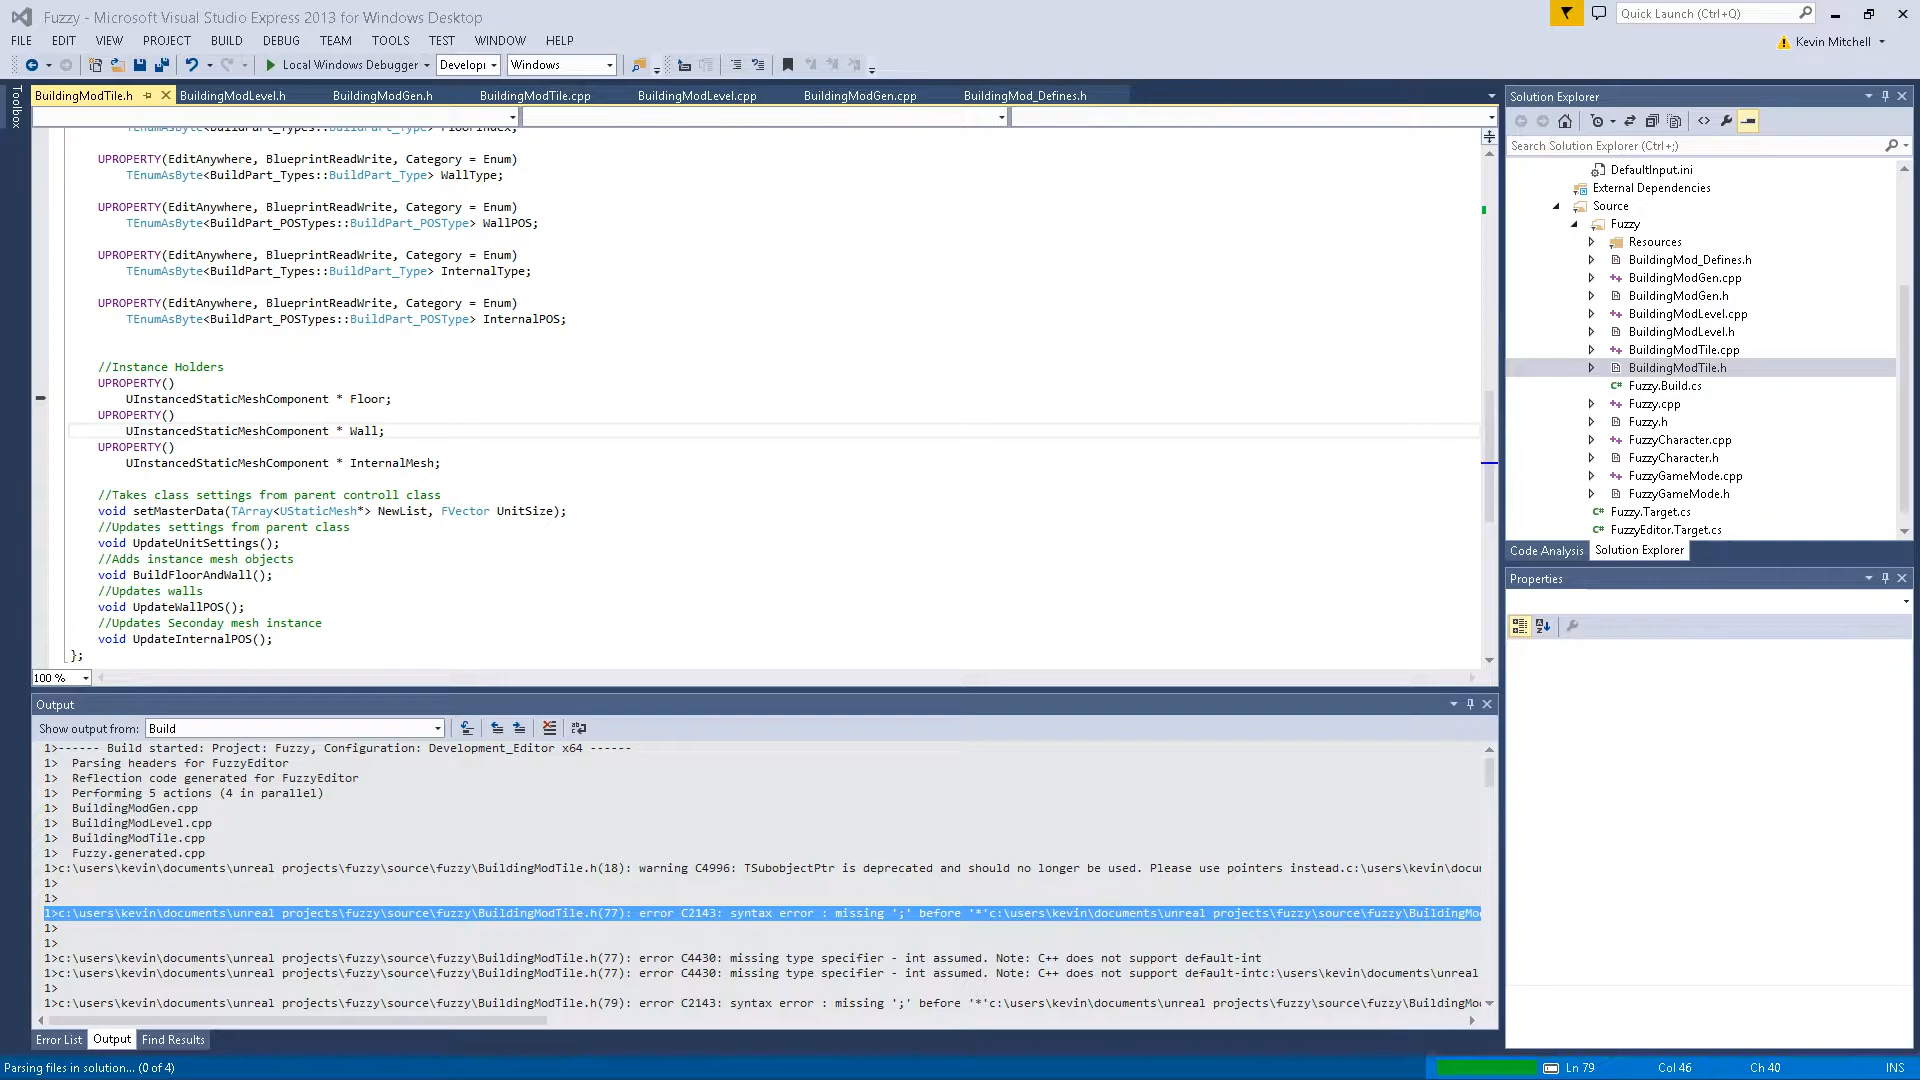 Fuzzy - Microsoft Visual Studio Express 2013 for Windows Desktop
Quick Launch (Ctrl+Q)
FILE EDIT VIEW PROJECT BUILD DEBUG TEAM TOOLS TEST WINDOW HELP
Kevin Mitchell
Local Windows Debugger Developi Windows
Toolbox
BuildingModTile.h BuildingModLevel.h BuildingModGen.h BuildingModTile.cpp BuildingModLevel.cpp BuildingModGen.cpp BuildingMod_Defines.h
TEnumAsByte<BuildPart_Types::BuildPart_Type> FloorIndex;
UPROPERTY(EditAnywhere, BlueprintReadWrite, Category = Enum)
TEnumAsByte<BuildPart_Types::BuildPart_Type> WallType;
UPROPERTY(EditAnywhere, BlueprintReadWrite, Category = Enum)
TEnumAsByte<BuildPart_POSTypes::BuildPart_POSType> WallPOS;
UPROPERTY(EditAnywhere, BlueprintReadWrite, Category = Enum)
TEnumAsByte<BuildPart_Types::BuildPart_Type> InternalType;
UPROPERTY(EditAnywhere, BlueprintReadWrite, Category = Enum)
TEnumAsByte<BuildPart_POSTypes::BuildPart_POSType> InternalPOS;
//Instance Holders
UPROPERTY()
UInstancedStaticMeshComponent * Floor;
UPROPERTY()
UInstancedStaticMeshComponent * Wall;
UPROPERTY()
UInstancedStaticMeshComponent * InternalMesh;
//Takes class settings from parent controll class
void setMasterData(TArray<UStaticMesh*> NewList, FVector UnitSize);
//Updates settings from parent class
void UpdateUnitSettings();
//Adds instance mesh objects
void BuildFloorAndWall();
//Updates walls
void UpdateWallPOS();
//Updates Seconday mesh instance
void UpdateInternalPOS();
};
100 %
Output
Show output from: Build
1>------ Build started: Project: Fuzzy, Configuration: Development_Editor x64 ------
1> Parsing headers for FuzzyEditor
1> Reflection code generated for FuzzyEditor
1> Performing 5 actions (4 in parallel)
1> BuildingModGen.cpp
1> BuildingModLevel.cpp
1> BuildingModTile.cpp
1> Fuzzy.generated.cpp
1>c:\users\kevin\documents\unreal projects\fuzzy\source\fuzzy\BuildingModTile.h(18): warning C4996: TSubobjectPtr is deprecated and should no longer be used. Please use pointers instead.c:\users\kevin\docu
1>
1>
1>c:\users\kevin\documents\unreal projects\fuzzy\source\fuzzy\BuildingModTile.h(77): error C2143: syntax error : missing ';' before '*'c:\users\kevin\documents\unreal projects\fuzzy\source\fuzzy\BuildingMo
1>
1>
1>c:\users\kevin\documents\unreal projects\fuzzy\source\fuzzy\BuildingModTile.h(77): error C4430: missing type specifier - int assumed. Note: C++ does not support default-int
1>c:\users\kevin\documents\unreal projects\fuzzy\source\fuzzy\BuildingModTile.h(77): error C4430: missing type specifier - int assumed. Note: C++ does not support default-intc:\users\kevin\documents\unreal
1>
1>c:\users\kevin\documents\unreal projects\fuzzy\source\fuzzy\BuildingModTile.h(79): error C2143: syntax error : missing ';' before '*'c:\users\kevin\documents\unreal projects\fuzzy\source\fuzzy\BuildingMo
Error List Output Find Results
Solution Explorer
Search Solution Explorer (Ctrl+;)
DefaultInput.ini
External Dependencies
Source
Fuzzy
Resources
BuildingMod_Defines.h
BuildingModGen.cpp
BuildingModGen.h
BuildingModLevel.cpp
BuildingModLevel.h
BuildingModTile.cpp
BuildingModTile.h
Fuzzy.Build.cs
Fuzzy.cpp
Fuzzy.h
FuzzyCharacter.cpp
FuzzyCharacter.h
FuzzyGameMode.cpp
FuzzyGameMode.h
Fuzzy.Target.cs
FuzzyEditor.Target.cs
Code Analysis Solution Explorer
Properties
Parsing files in solution... (0 of 4) Ln 79 Col 46 Ch 40 INS